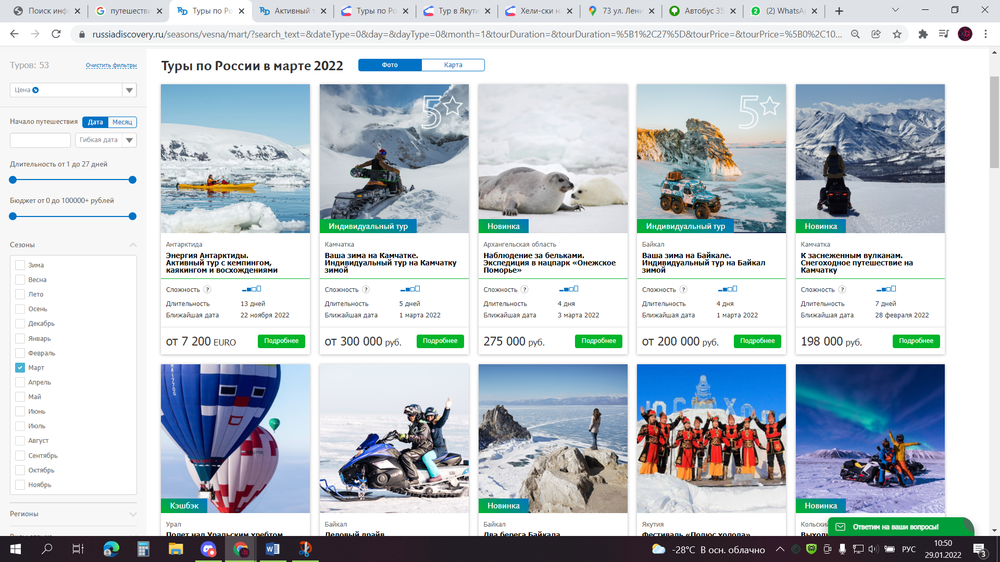 Поиск инф
путешестви
Туры по Ро
Активный т
Туры по Ро
Тур в Якути
Хели-ски н
73 ул. Лени
Автобус 35
(2) WhatsAp
russiadiscovery.ru/seasons/vesna/mart/?search_text=&dateType=0&day=&dayType=0&month=1&tourDuration=&tourDuration=%5B1%2C27%5D&tourPrice=&tourPrice=%5B0%2C10...
Туров: 53
Очистить фильтры
Цена
Начало путешествия
Дата
Месяц
Гибкая дата
Длительность от 1 до 27 дней
Бюджет от 0 до 100000+ рублей
Сезоны
Зима
Весна
Лето
Осень
Декабрь
Январь
Февраль
Март
Апрель
Май
Июнь
Июль
Август
Сентябрь
Октябрь
Ноябрь
Регионы
Туры по России в марте 2022
Фото
Карта
Антарктида
Энергия Антарктиды.
Активный тур с кемпингом,
каякингом и восхождениями
Сложность ?
Длительность 13 дней
Ближайшая дата 22 ноября 2022
от 7 200 EURO
Подробнее
5
Индивидуальный тур
Камчатка
Ваша зима на Камчатке.
Индивидуальный тур на Камчатку
зимой
Сложность ?
Длительность 5 дней
Ближайшая дата 1 марта 2022
от 300 000 руб.
Подробнее
Новинка
Архангельская область
Наблюдение за бельками.
Экспедиция в нацпарк «Онежское
Поморье»
Сложность ?
Длительность 4 дня
Ближайшая дата 3 марта 2022
275 000 руб.
Подробнее
5
Индивидуальный тур
Байкал
Ваша зима на Байкале.
Индивидуальный тур на Байкал
зимой
Сложность ?
Длительность 4 дня
Ближайшая дата 1 марта 2022
от 200 000 руб.
Подробнее
Новинка
Камчатка
К заснеженным вулканам.
Снегоходное путешествие на
Камчатку
Сложность ?
Длительность 7 дней
Ближайшая дата 28 февраля 2022
198 000 руб.
Подробнее
Кэшбэк
Урал
Полет над Уральским хребтом
Байкал
Ледовый драйв
Новинка
Байкал
Два берега Байкала
Якутия
Фестиваль «Полюс холода»
Новинка
Кольский
Выходн
Ответим на ваши вопросы!
-28°C В осн. облачно
РУС
10:50
29.01.2022
3